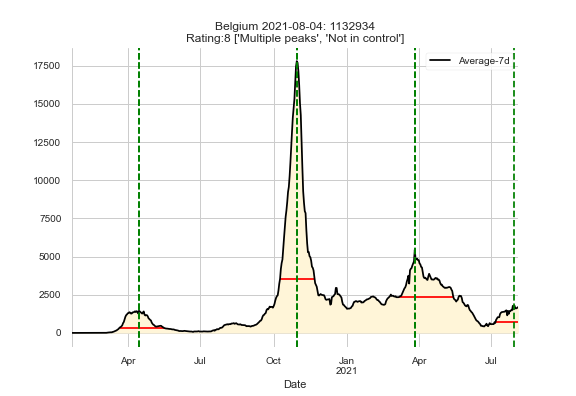 Belgium 2021-08-04: 1132934
Rating:8 ['Multiple peaks', 'Not in control']
Average-7d
17500
15000
12500
10000
7500
5000
2500
0
Apr Jul Oct Jan Apr Jul
2021
Date